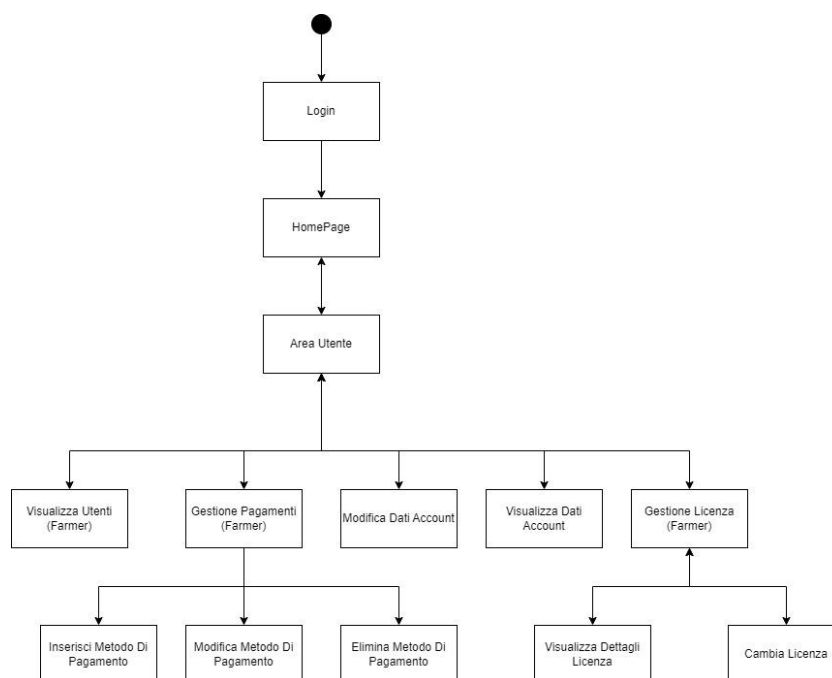 Login
HomePage
Area Utente
Visualizza Utenti
(Farmer)
Gestione Pagamenti
(Farmer)
Modifica Dati Account
Visualizza Dati
Account
Gestione Licenza
(Farmer)
Inserisci Metodo Di
Pagamento
Modifica Metodo Di
Pagamento
Elimina Metodo Di
Pagamento
Visualizza Dettagli
Licenza
Cambia Licenza